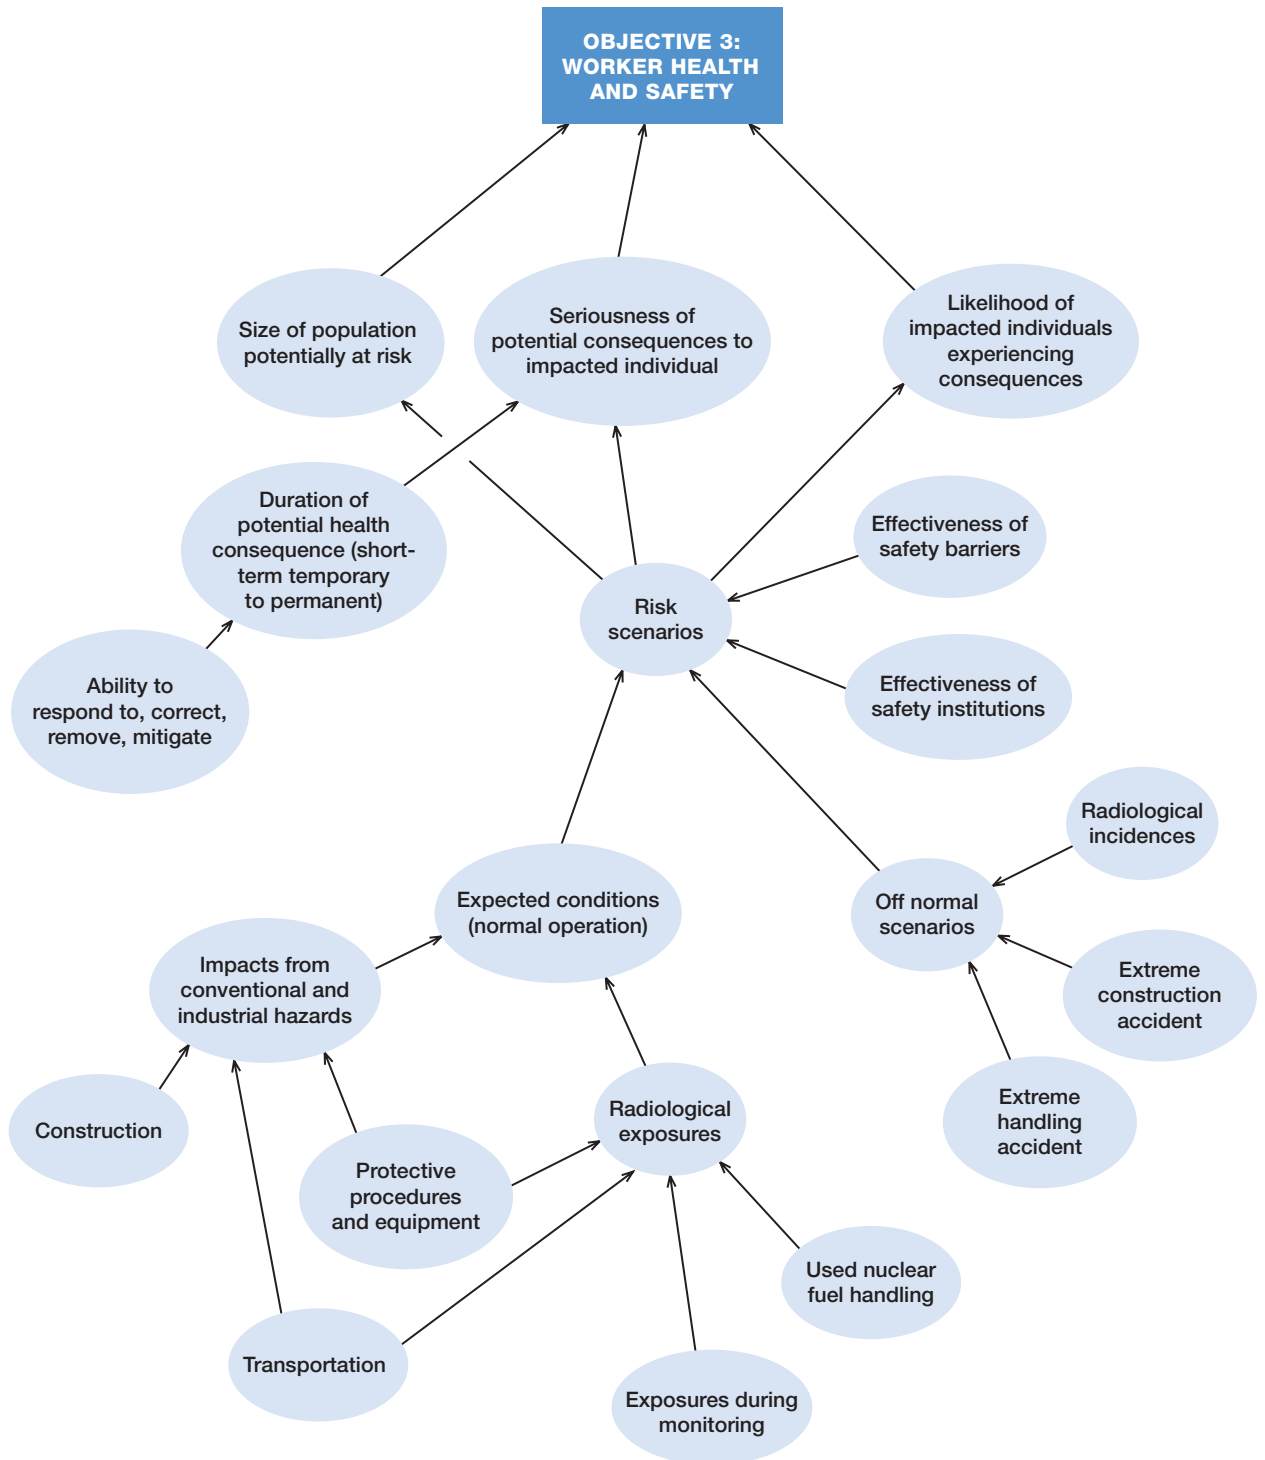 OBJECTIVE 3:
WORKER HEALTH
AND SAFETY
Size of population
potentially at risk
Seriousness of
potential consequences to
impacted individual
Likelihood of
impacted individuals
experiencing
consequences
Duration of
potential health
consequence (short-
term temporary
to permanent)
Effectiveness of
safety barriers
Risk
scenarios
Ability to
respond to, correct,
remove, mitigate
Effectiveness of
safety institutions
Radiological
incidences
Expected conditions
(normal operation)
Off normal
scenarios
Impacts from
conventional and
industrial hazards
Extreme
construction
accident
Construction
Radiological
exposures
Extreme
handling
accident
Protective
procedures
and equipment
Used nuclear
fuel handling
Transportation
Exposures during
monitoring